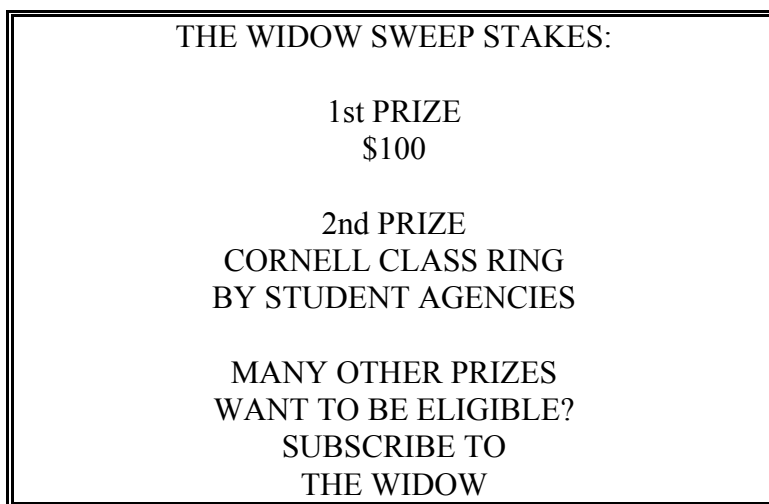 THE WIDOW SWEEP STAKES:
1st PRIZE
$100
2nd PRIZE
CORNELL CLASS RING
BY STUDENT AGENCIES
MANY OTHER PRIZES
WANT TO BE ELIGIBLE?
SUBSCRIBE TO
THE WIDOW